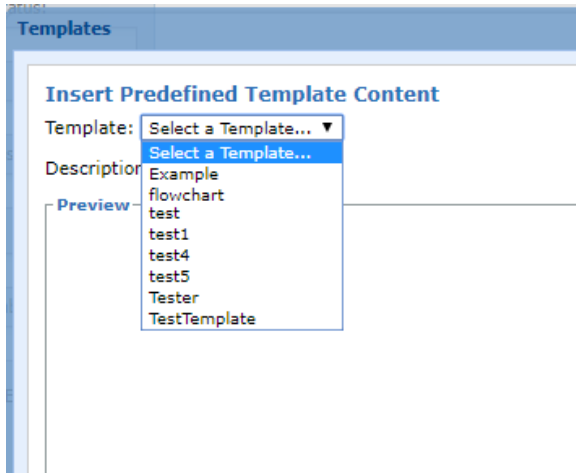 Templates
Insert Predefined Template Content
Template: Select a Template... ▼
Select a Template...
Description
Example
flowchart
Preview
test
test1
test4
test5
Tester
TestTemplate